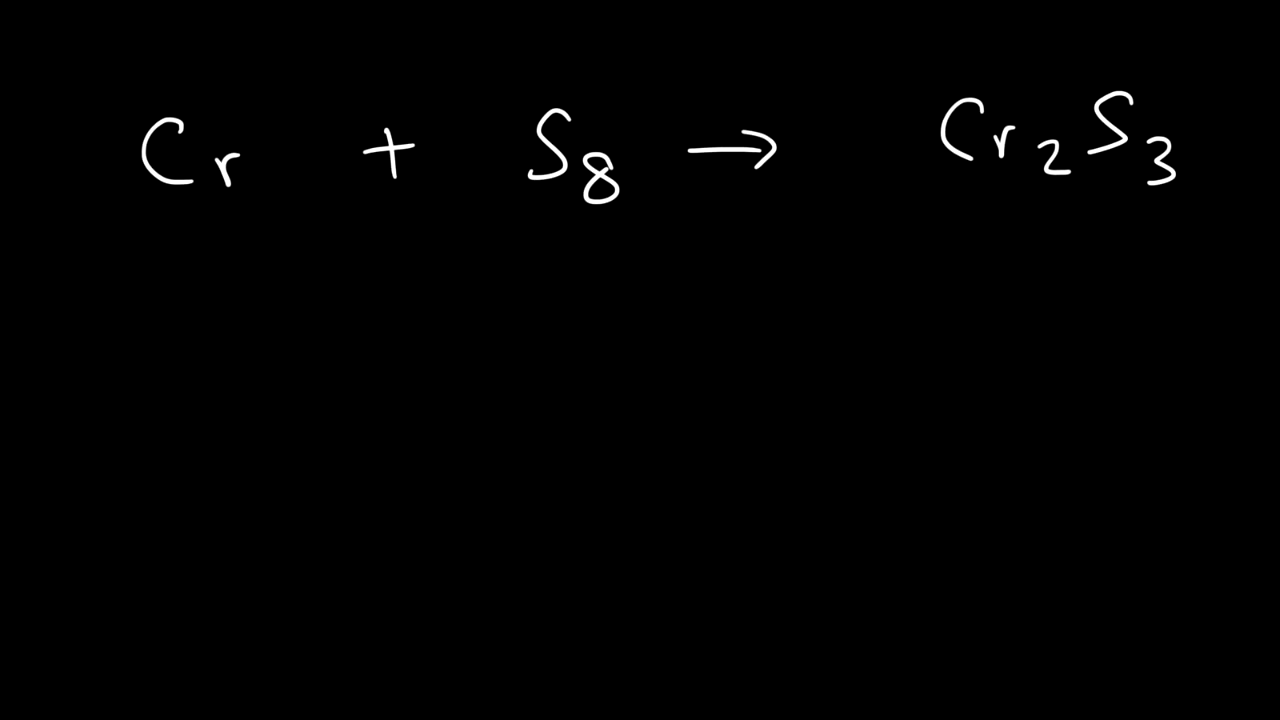 Cr + S₈ → Cr₂S₃